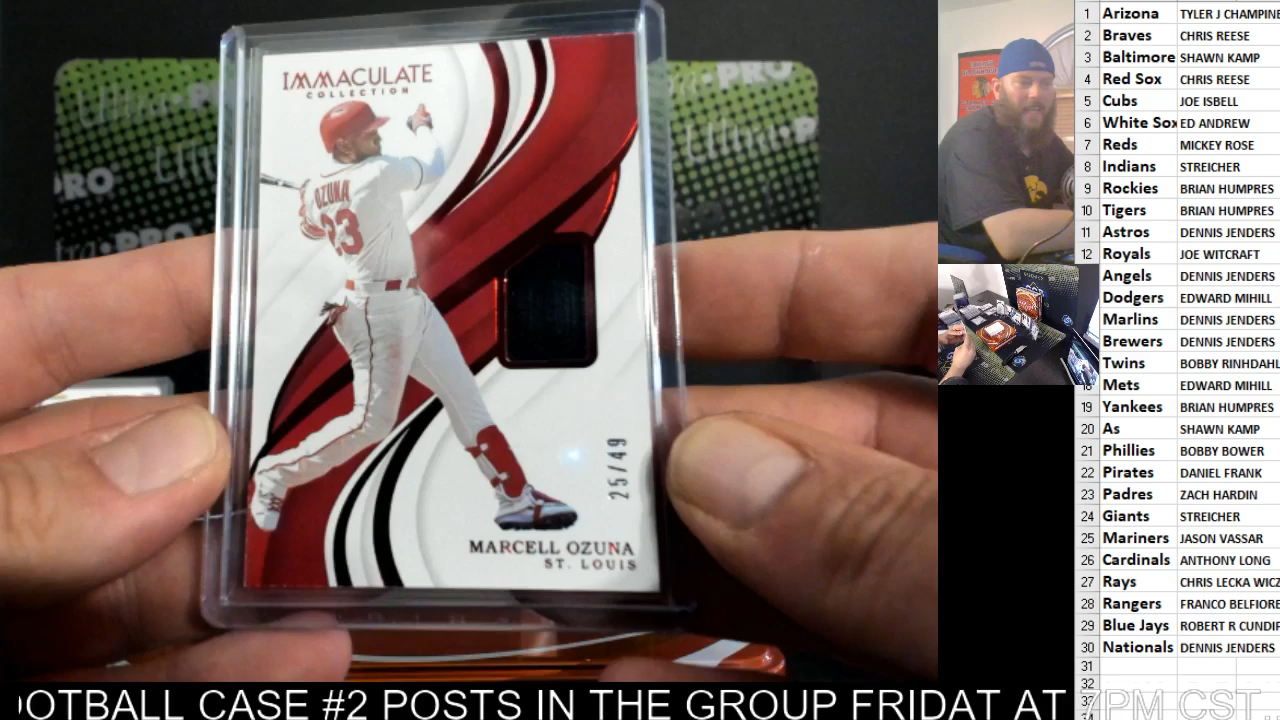 IMMACULATE
COLLECTION
OZUNA
23
25/49
MARCELL OZUNA
ST. LOUIS
PRO
Ultra•PRO
1 Arizona TYLER J CHAMPINE
2 Braves CHRIS REESE
3 Baltimore SHAWN KAMP
4 Red Sox CHRIS REESE
5 Cubs JOE ISBELL
6 White Sox ED ANDREW
7 Reds MICKEY ROSE
8 Indians STREICHER
9 Rockies BRIAN HUMPRES
10 Tigers BRIAN HUMPRES
11 Astros DENNIS JENDERS
12 Royals JOE WITCRAFT
Angels DENNIS JENDERS
Dodgers EDWARD MIHILL
Marlins DENNIS JENDERS
Brewers DENNIS JENDERS
Twins BOBBY RINHDAHL
18 Mets EDWARD MIHILL
19 Yankees BRIAN HUMPRES
20 As SHAWN KAMP
21 Phillies BOBBY BOWER
22 Pirates DANIEL FRANK
23 Padres ZACH HARDIN
24 Giants STREICHER
25 Mariners JASON VASSAR
26 Cardinals ANTHONY LONG
27 Rays CHRIS LECKA WICZ
28 Rangers FRANCO BELFIORE
29 Blue Jays ROBERT R CUNDIF
30 Nationals DENNIS JENDERS
31
32
33
OOTBALL CASE #2 POSTS IN THE GROUP FRIDAT AT 7PM CST